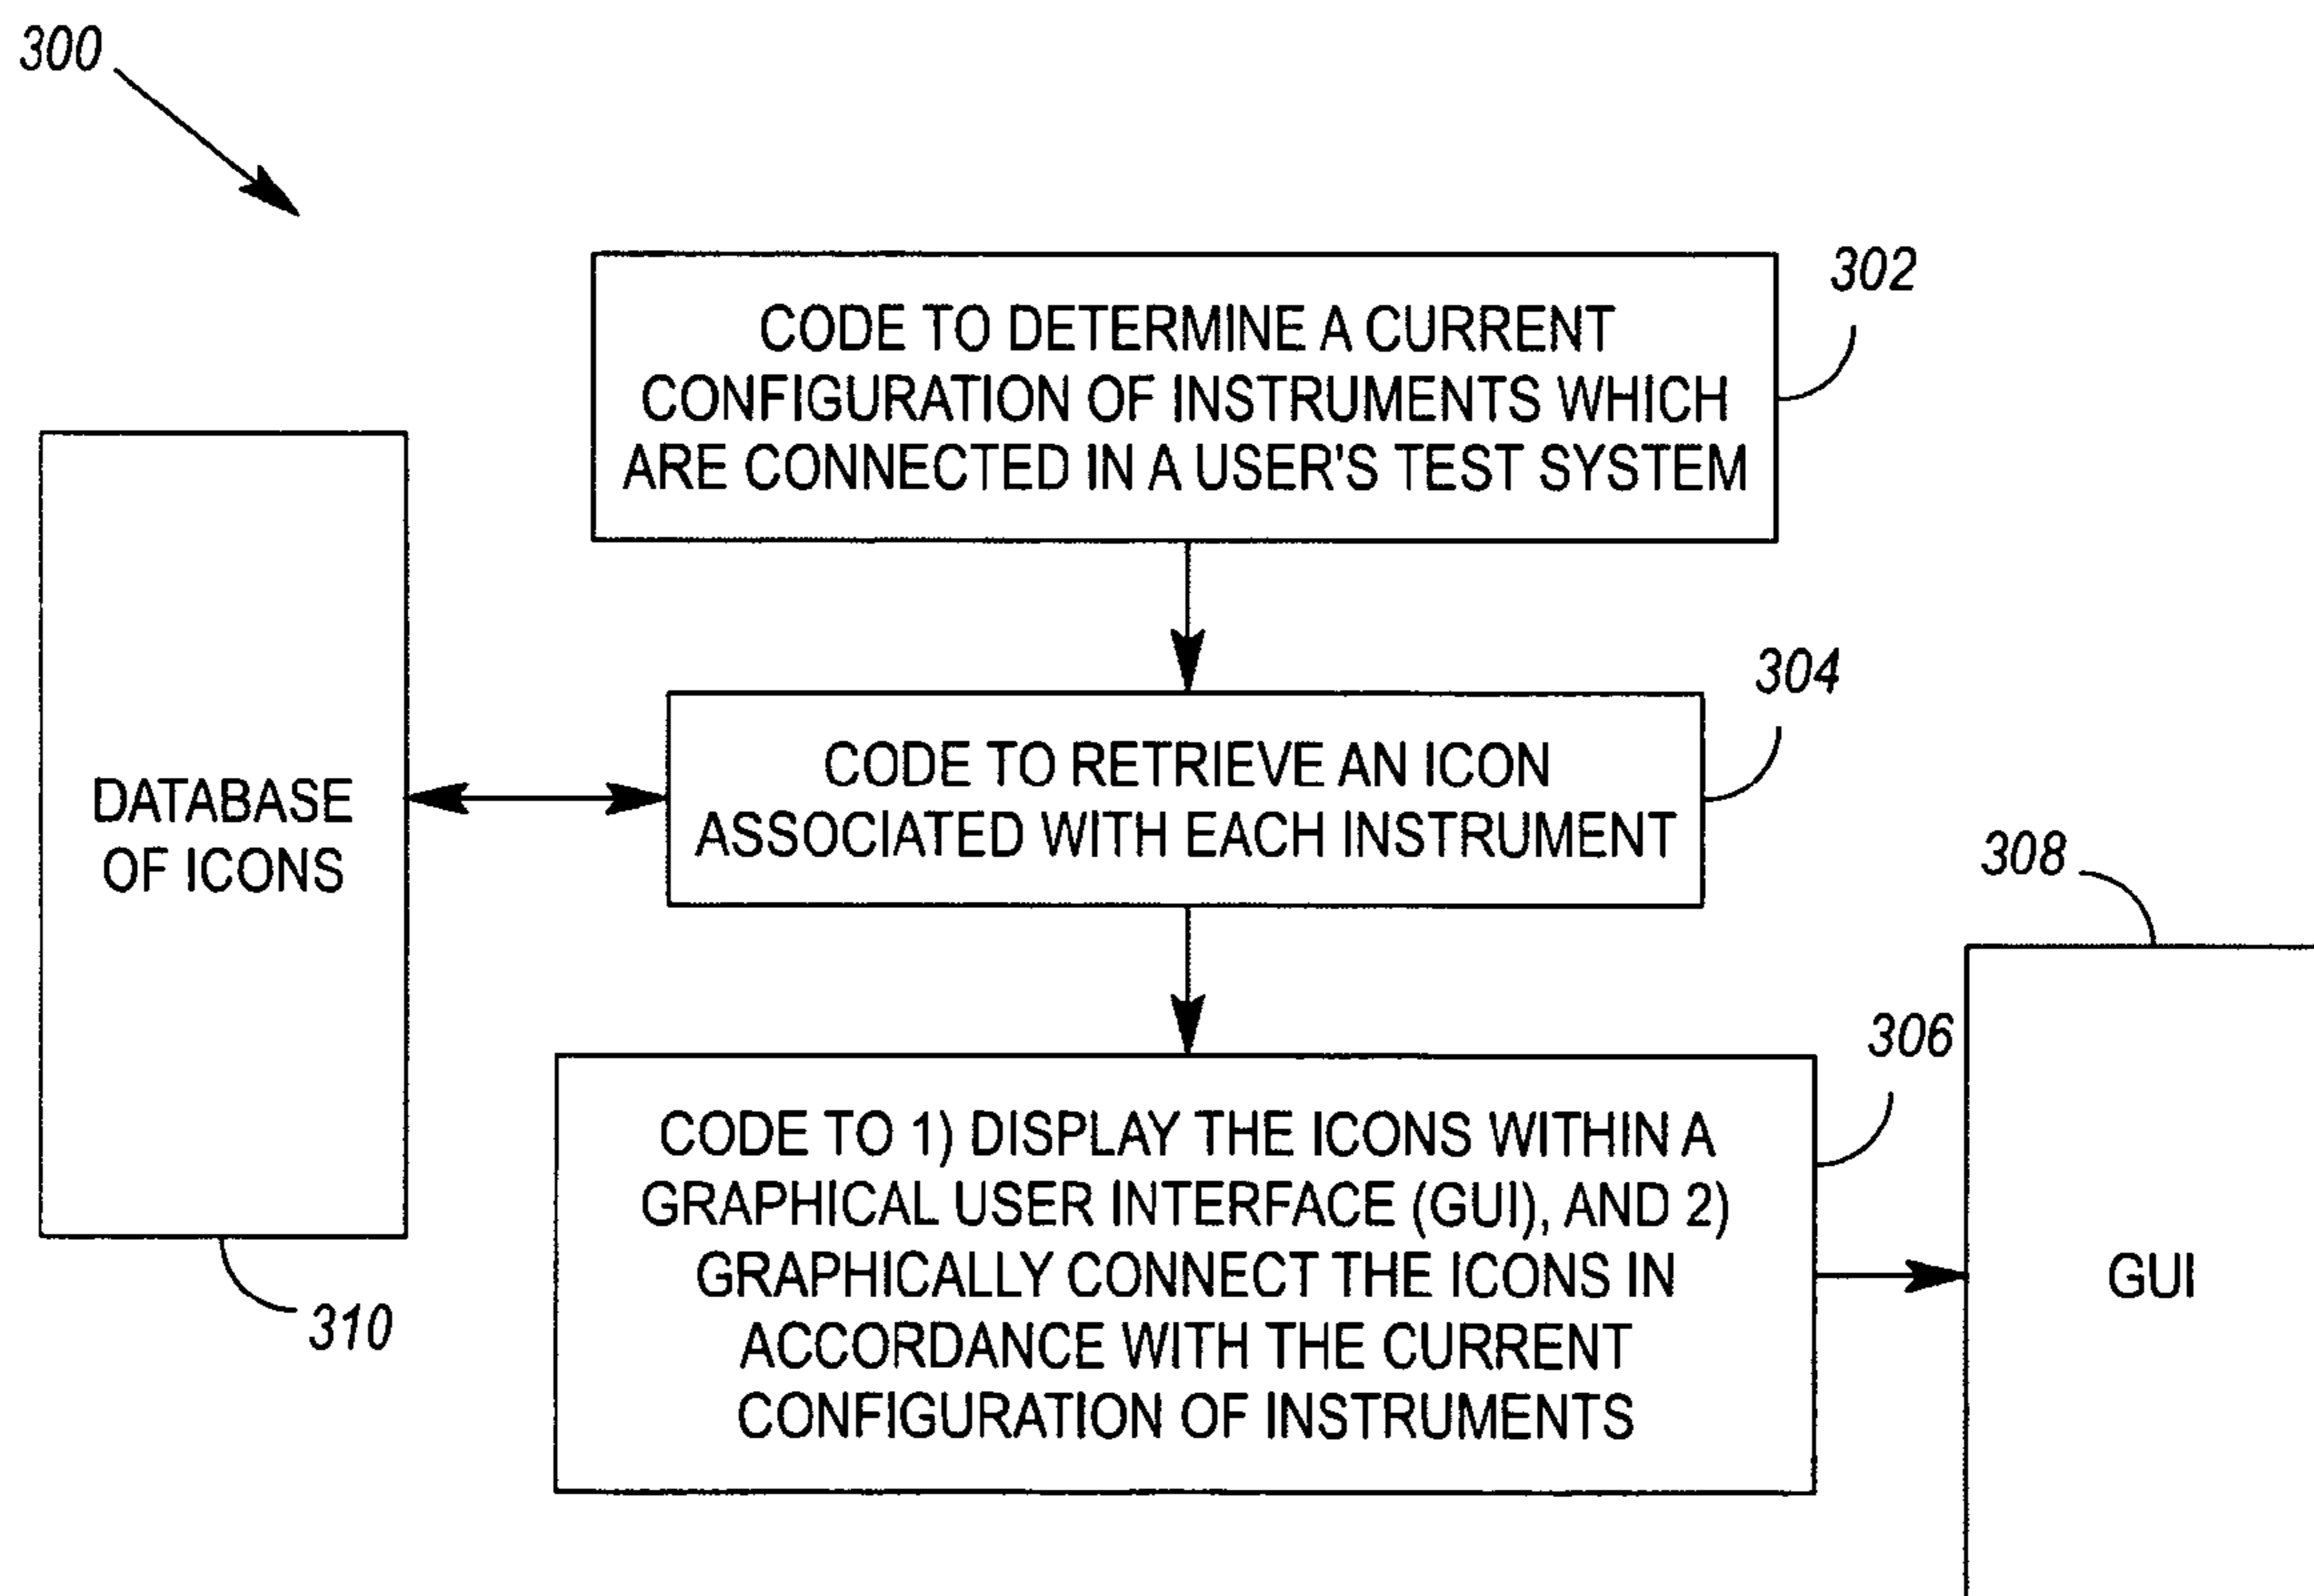 300
302
CODE TO DETERMINE A CURRENT
CONFIGURATION OF INSTRUMENTS WHICH
ARE CONNECTED IN A USER'S TEST SYSTEM
304
CODE TO RETRIEVE AN ICON
ASSOCIATED WITH EACH INSTRUMENT
DATABASE
OF ICONS
310
308
306
CODE TO 1) DISPLAY THE ICONS WITHIN A
GRAPHICAL USER INTERFACE (GUI), AND 2)
GRAPHICALLY CONNECT THE ICONS IN
ACCORDANCE WITH THE CURRENT
CONFIGURATION OF INSTRUMENTS
GUI